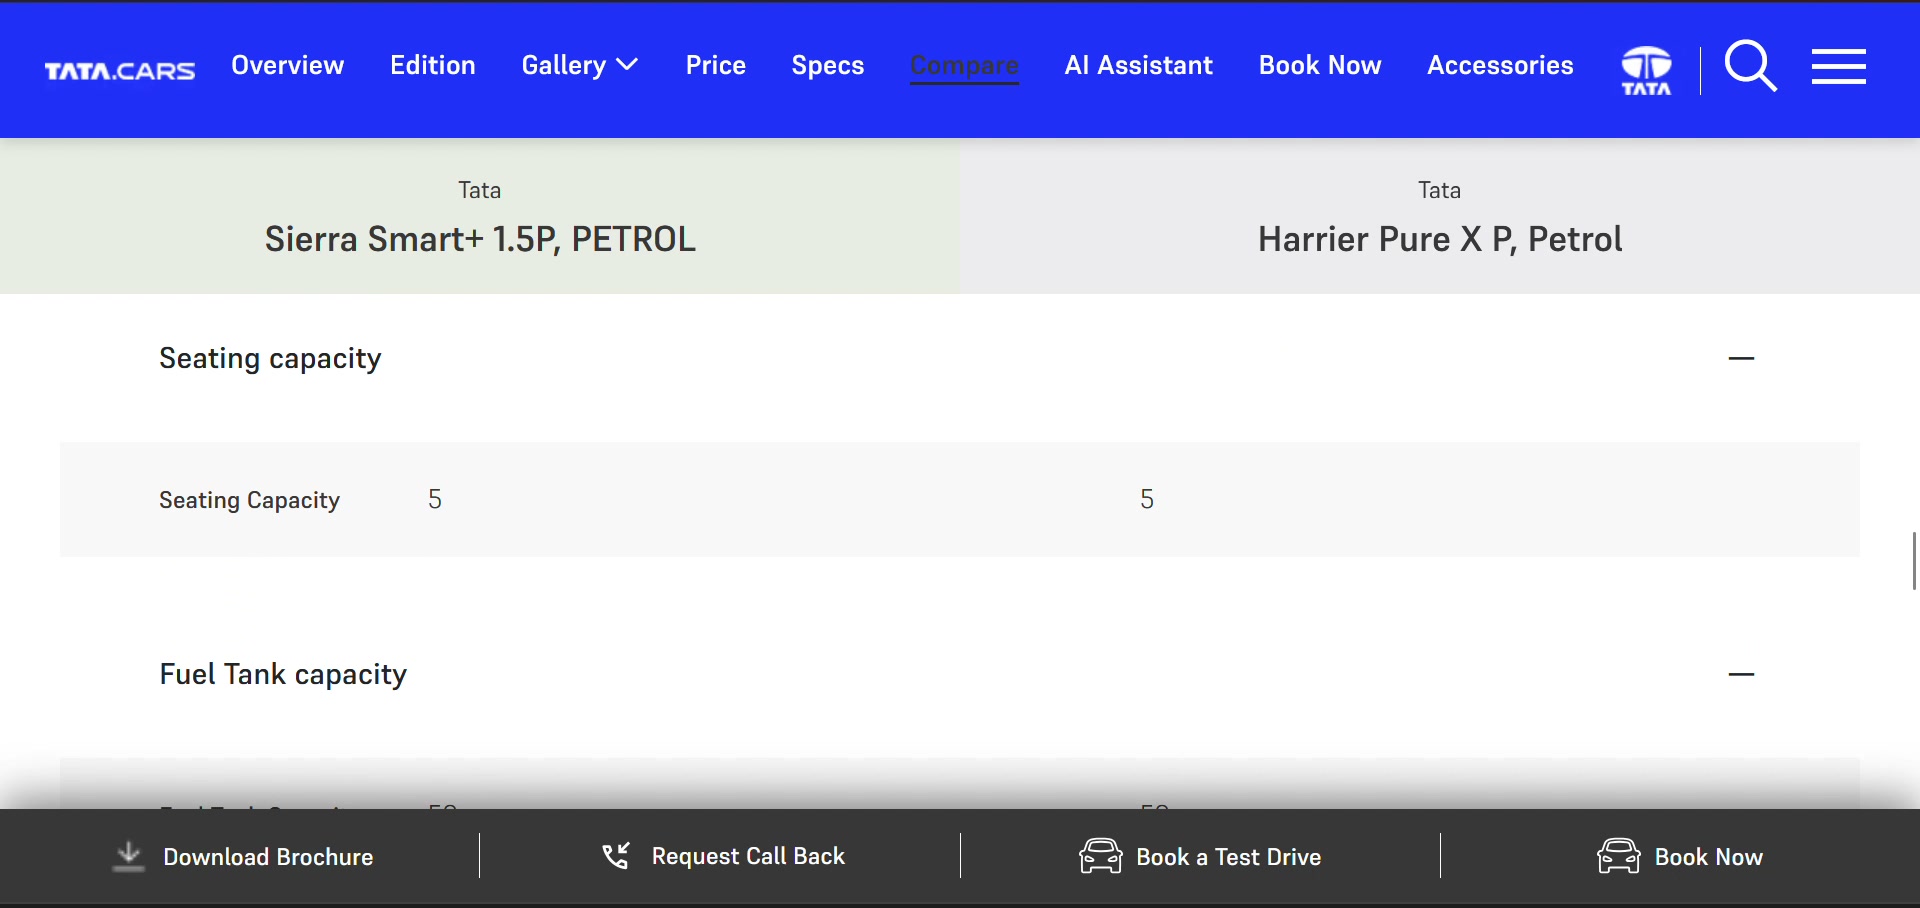 TATA.CARS Overview Edition Gallery Price Specs Compare AI Assistant Book Now Accessories TATA
Tata
Sierra Smart+ 1.5P, PETROL
Tata
Harrier Pure X P, Petrol
Seating capacity
Seating Capacity 5 5
Fuel Tank capacity
Download Brochure Request Call Back Book a Test Drive Book Now